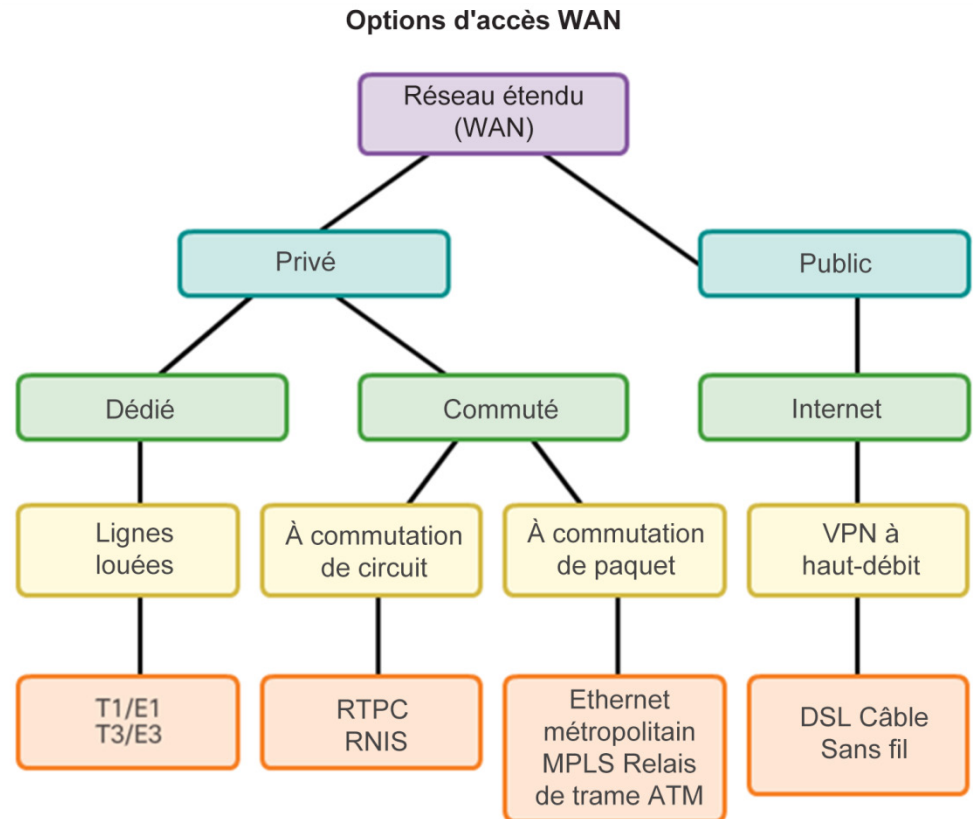 Options d'accès WAN
Réseau étendu
(WAN)
Privé
Public
Dédié
Commuté
Internet
Lignes
louées
À commutation
de circuit
À commutation
de paquet
VPN à
haut-débit
T1/E1
T3/E3
RTPC
RNIS
Ethernet
métropolitain
MPLS Relais
de trame ATM
DSL Câble
Sans fil